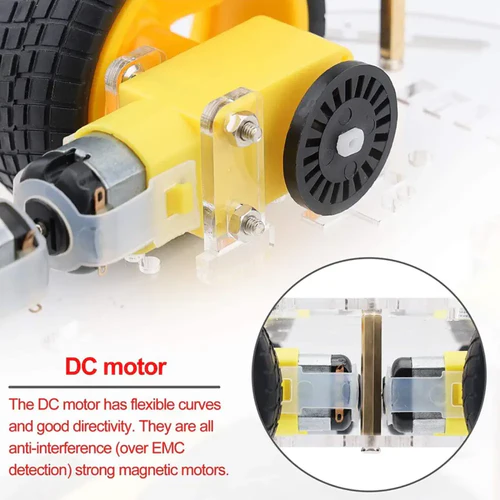 DC motor
The DC motor has flexible curves
and good directivity. They are all
anti-interference (over EMC
detection) strong magnetic motors.